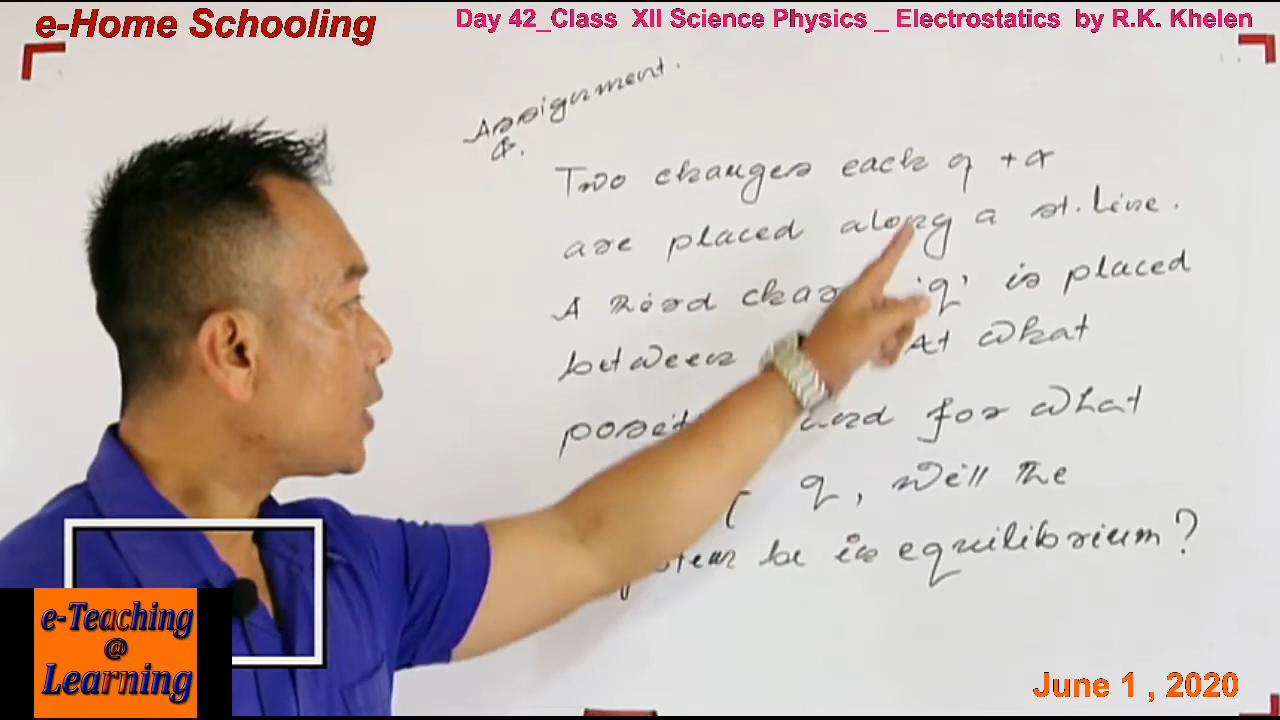 e-Home Schooling
Day 42_Class XII Science Physics _ Electrostatics by R.K. Khelen
Assignment.
Q.
Two charges each of +Q
are placed along a st. line.
A third char 'q' is placed
between At what
posit and for what
q, will the
be in equilibrium?
e-Teaching
@
Learning
June 1 , 2020